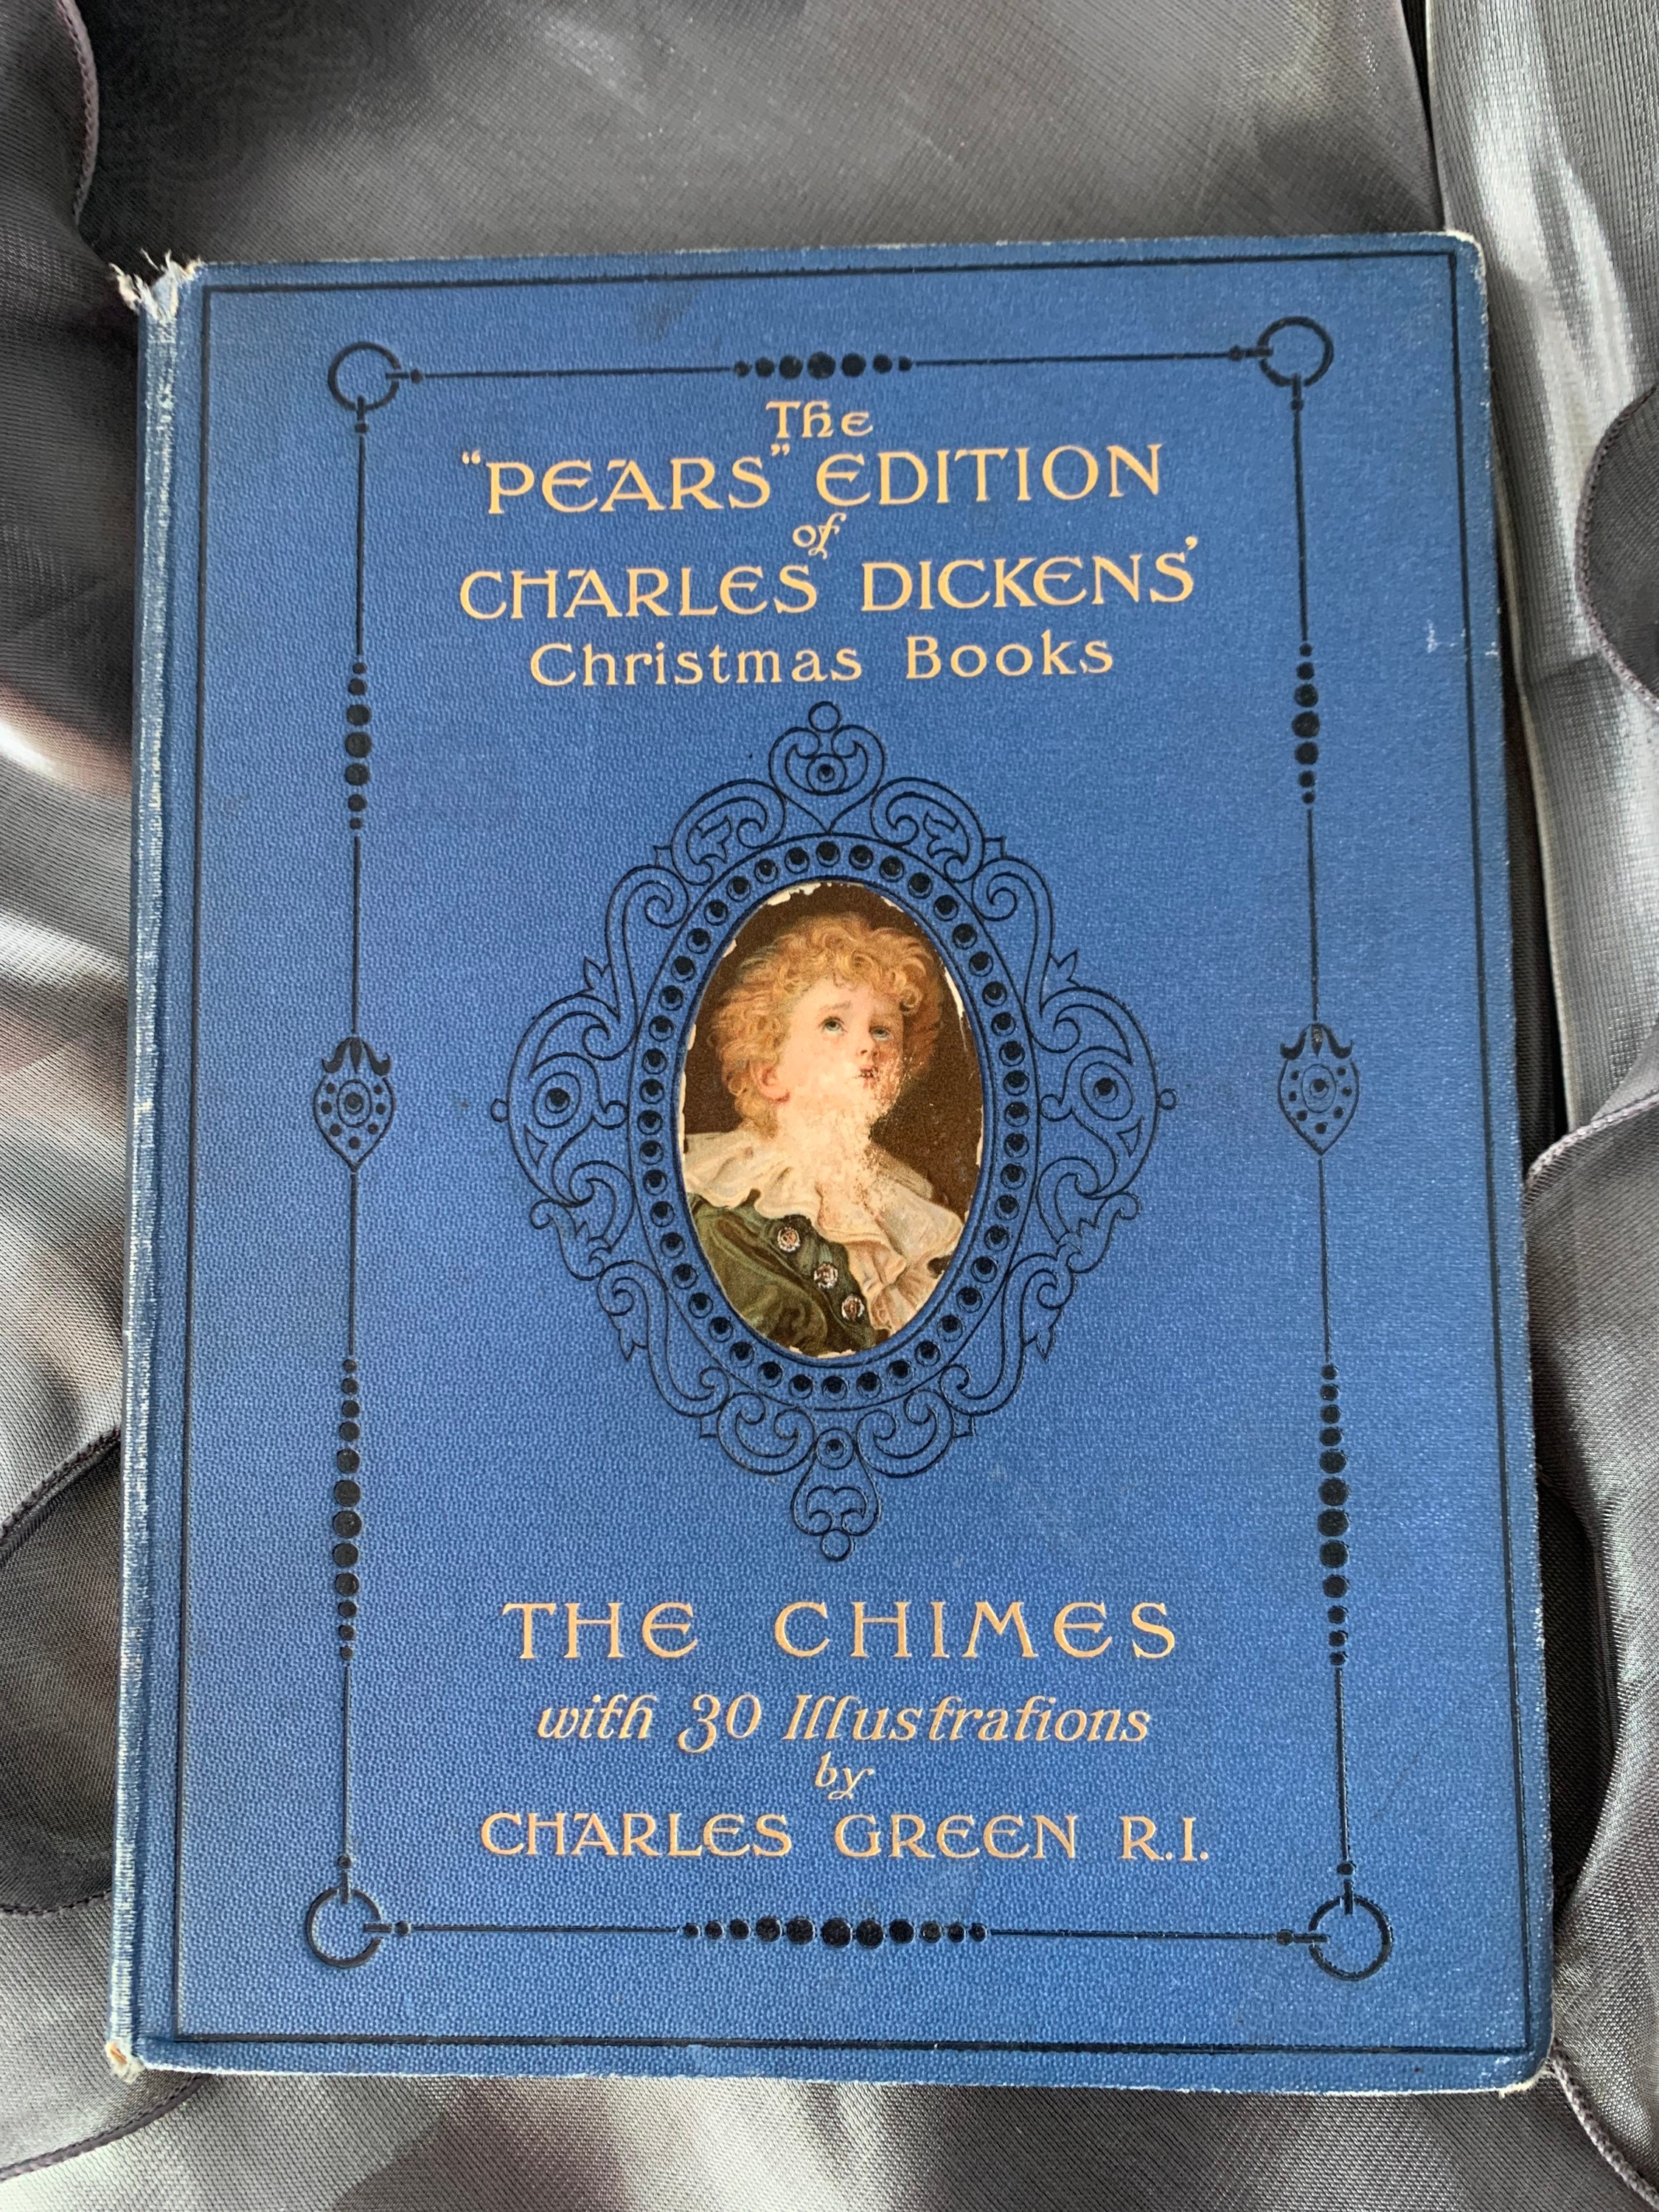 The
"PEARS" EDITION
of
CHARLES DICKENS'
Christmas Books
THE CHIMES
with 30 Illustrations
by
CHARLES GREEN R.I.